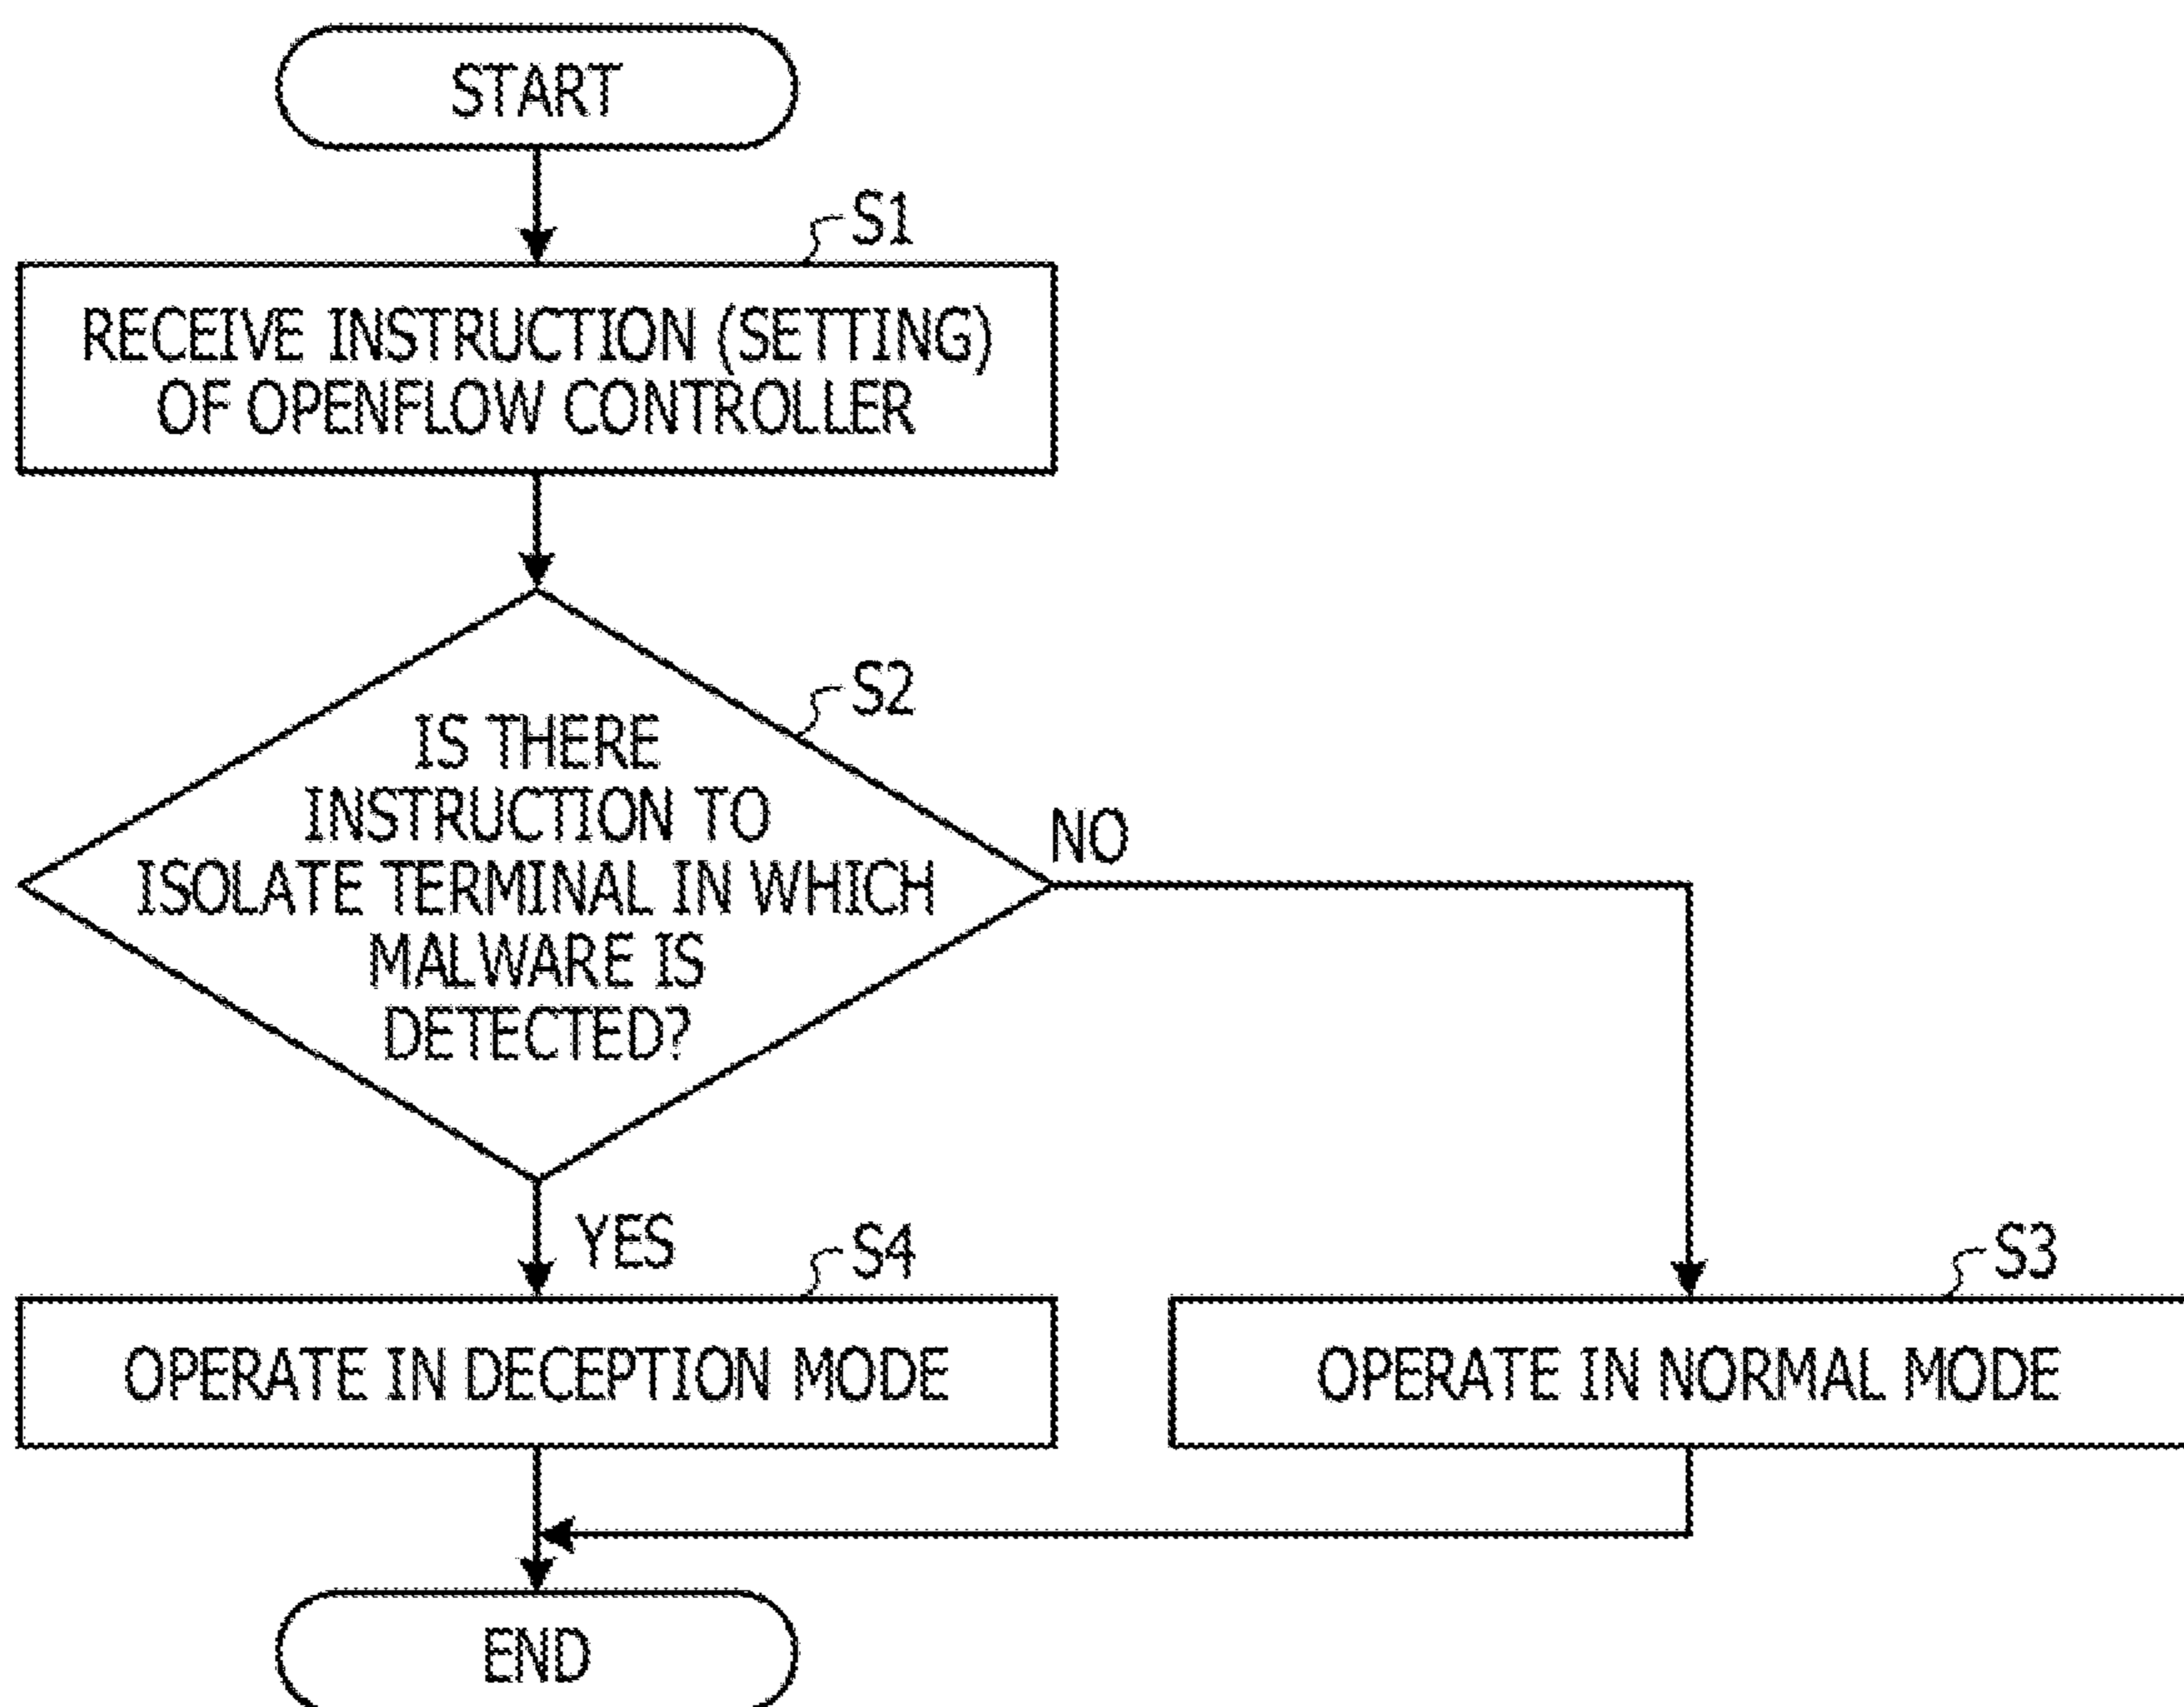 START
S1
RECEIVE INSTRUCTION (SETTING)
OF OPENFLOW CONTROLLER
S2
IS THERE
INSTRUCTION TO
ISOLATE TERMINAL IN WHICH
MALWARE IS
DETECTED?
NO
YES
S4
OPERATE IN DECEPTION MODE
S3
OPERATE IN NORMAL MODE
END